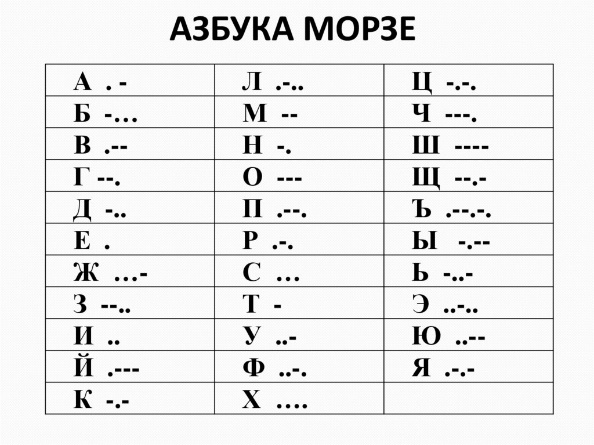 АЗБУКА МОРЗЕ
А . - Л .-.. Ц -.-.
Б -… М -- Ч ---.
В .-- Н -. Ш ----
Г --. О --- Щ --.-
Д -.. П .--. Ъ .--.-.
Е . Р .-. Ы -.--
Ж …- С … Ь -..-
З --.. Т - Э ..-..
И .. У ..- Ю ..--
Й .--- Ф ..-. Я .-.-
К -.- Х ….